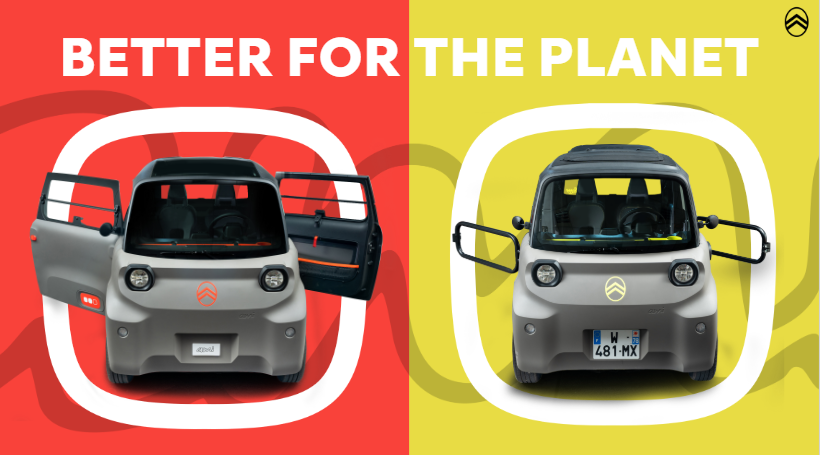 BETTER FOR THE PLANET
W
481-MX